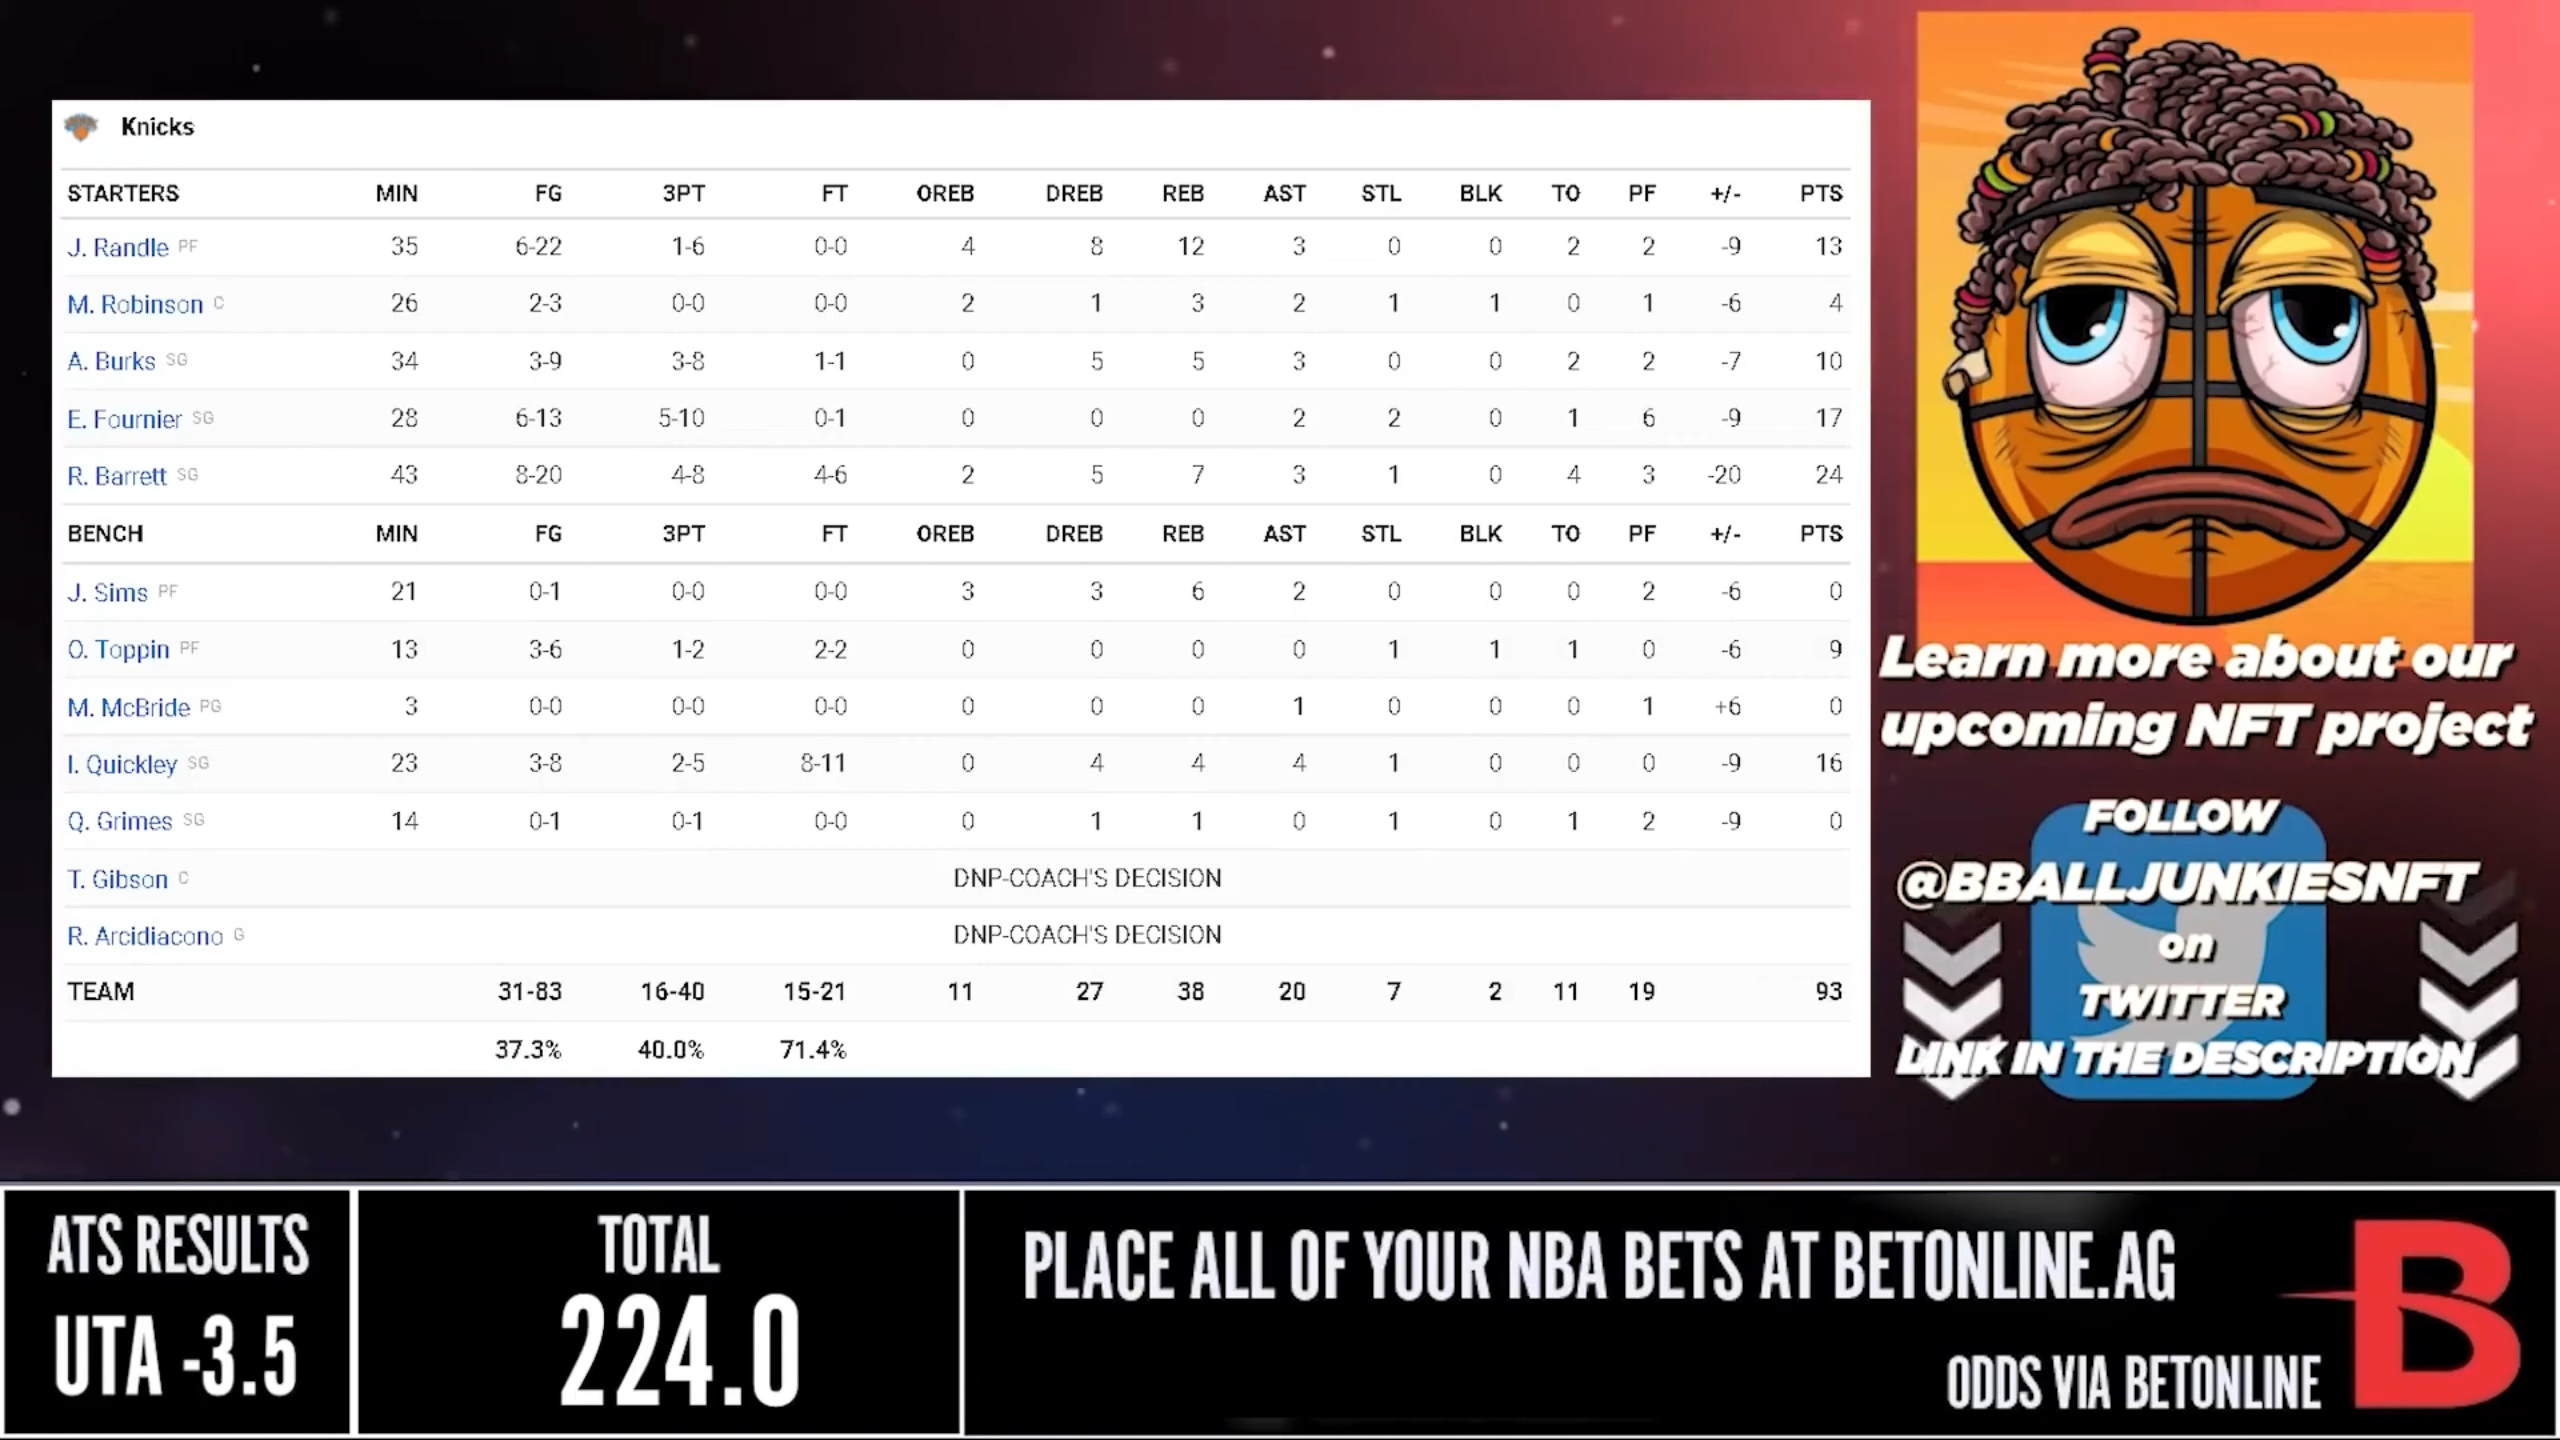 Knicks
STARTERS MIN FG 3PT FT OREB DREB REB AST STL BLK TO PF +/- PTS
J. Randle PF 35 6-22 1-6 0-0 4 8 12 3 0 0 2 2 -9 13
M. Robinson C 26 2-3 0-0 0-0 2 1 3 2 1 1 0 1 -6 4
A. Burks SG 34 3-9 3-8 1-1 0 5 5 3 0 0 2 2 -7 10
E. Fournier SG 28 6-13 5-10 0-1 0 0 0 2 2 0 1 6 -9 17
R. Barrett SG 43 8-20 4-8 4-6 2 5 7 3 1 0 4 3 -20 24
BENCH MIN FG 3PT FT OREB DREB REB AST STL BLK TO PF +/- PTS
J. Sims PF 21 0-1 0-0 0-0 3 3 6 2 0 0 0 2 -6 0
O. Toppin PF 13 3-6 1-2 2-2 0 0 0 0 1 1 1 0 -6 9
M. McBride PG 3 0-0 0-0 0-0 0 0 0 1 0 0 0 1 +6 0
I. Quickley SG 23 3-8 2-5 8-11 0 4 4 4 1 0 0 0 -9 16
Q. Grimes SG 14 0-1 0-1 0-0 0 1 1 0 1 0 1 2 -9 0
T. Gibson C DNP-COACH'S DECISION
R. Arcidiacono G DNP-COACH'S DECISION
TEAM 31-83 16-40 15-21 11 27 38 20 7 2 11 19 93
37.3% 40.0% 71.4%
Learn more about our
upcoming NFT project
FOLLOW
@BBALLJUNKIESNFT
on
TWITTER
LINK IN THE DESCRIPTION
ATS RESULTS
UTA -3.5
TOTAL
224.0
PLACE ALL OF YOUR NBA BETS AT BETONLINE.AG
ODDS VIA BETONLINE
B